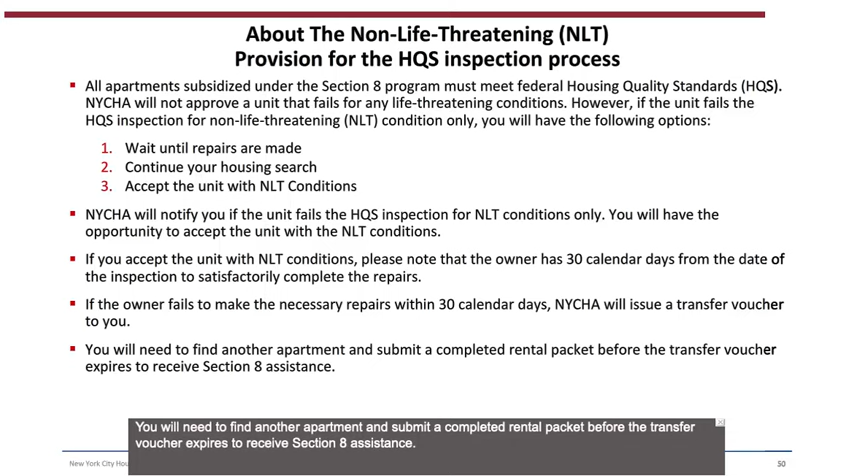 About The Non-Life-Threatening (NLT)
Provision for the HQS inspection process
▪ All apartments subsidized under the Section 8 program must meet federal Housing Quality Standards (HQS).
NYCHA will not approve a unit that fails for any life-threatening conditions. However, if the unit fails the
HQS inspection for non-life-threatening (NLT) condition only, you will have the following options:
1. Wait until repairs are made
2. Continue your housing search
3. Accept the unit with NLT Conditions
▪ NYCHA will notify you if the unit fails the HQS inspection for NLT conditions only. You will have the
opportunity to accept the unit with the NLT conditions.
▪ If you accept the unit with NLT conditions, please note that the owner has 30 calendar days from the date of
the inspection to satisfactorily complete the repairs.
▪ If the owner fails to make the necessary repairs within 30 calendar days, NYCHA will issue a transfer voucher
to you.
▪ You will need to find another apartment and submit a completed rental packet before the transfer voucher
expires to receive Section 8 assistance.
You will need to find another apartment and submit a completed rental packet before the transfer
voucher expires to receive Section 8 assistance.
New York City Hou
50